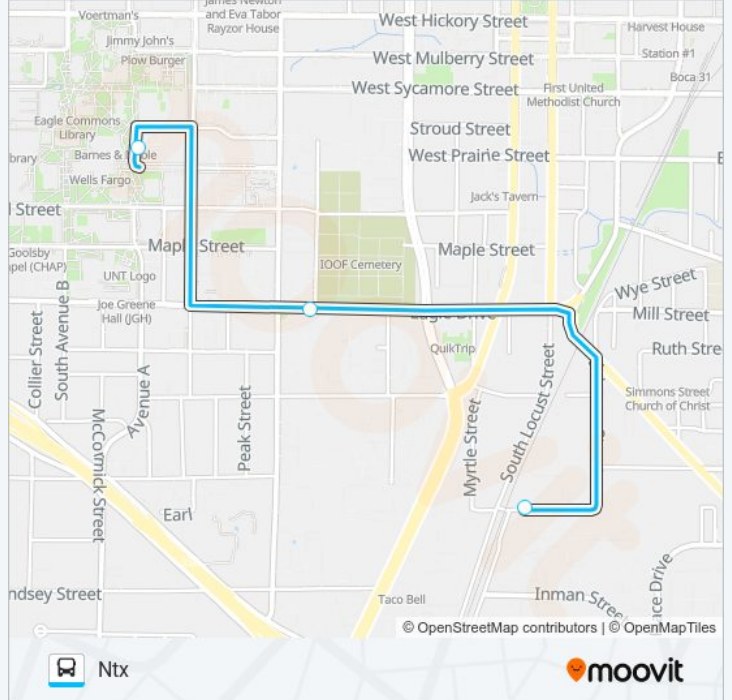 James Newton
and Eva Tabor
Rayzor House
Voertman's
West Hickory Street
Harvest House
Jimmy John's
Plow Burger
West Mulberry Street
Station #1
West Sycamore Street
First United
Methodist Church
Boca 31
Eagle Commons
Library
Stroud Street
brary
Barnes &
West Prairie Street
Wells Fargo
Jack's Tavern
l Street
Goolsby
pel (CHAP)
Maple Street
Maple Street
IOOF Cemetery
UNT Logo
Wye Street
Joe Greene
Hall (JGH)
Eagle Drive
Mill Street
QuikTrip
Ruth Stre
Collier Street
South Avenue B
Avenue A
McCormick Street
Peak Street
Myrtle Street
South Locust Street
Simmons Street
Church of Christ
Earl
ndsey Street
Taco Bell
Inman Street
ace Drive
© OpenStreetMap contributors | © OpenMapTiles
Ntx
moovit